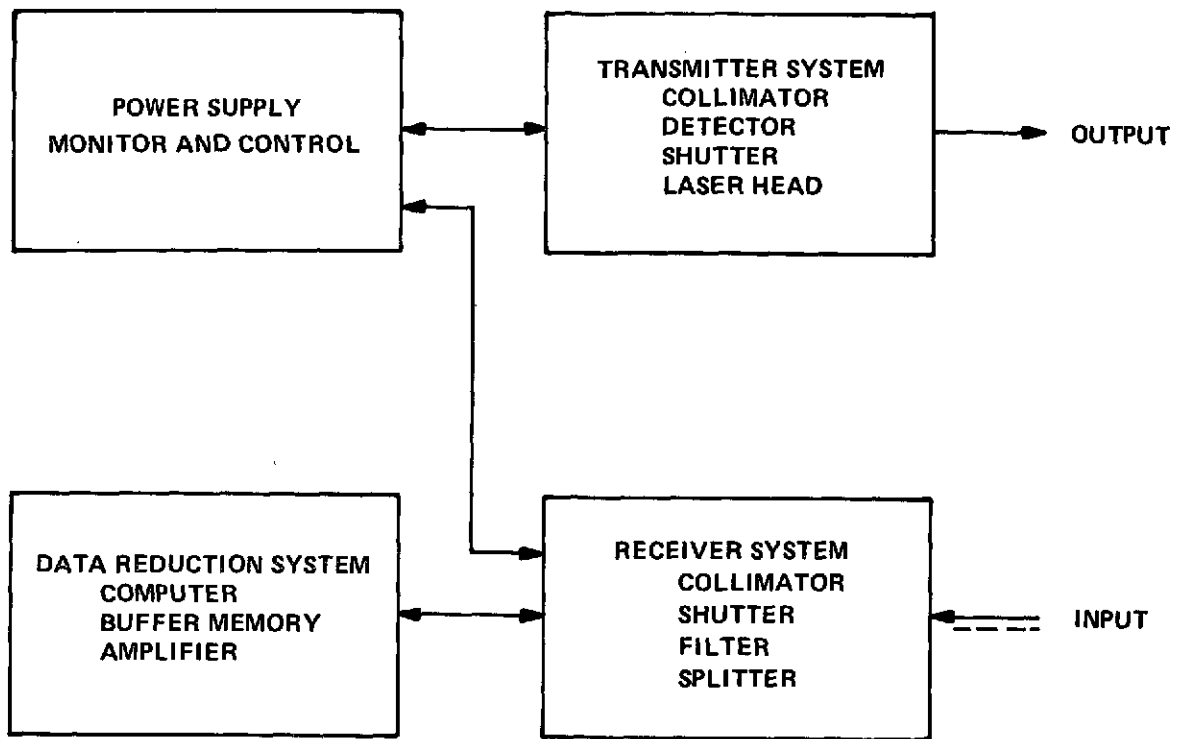 POWER SUPPLY
MONITOR AND CONTROL
TRANSMITTER SYSTEM
COLLIMATOR
DETECTOR
SHUTTER
LASER HEAD
OUTPUT
DATA REDUCTION SYSTEM
COMPUTER
BUFFER MEMORY
AMPLIFIER
RECEIVER SYSTEM
COLLIMATOR
SHUTTER
FILTER
SPLITTER
INPUT